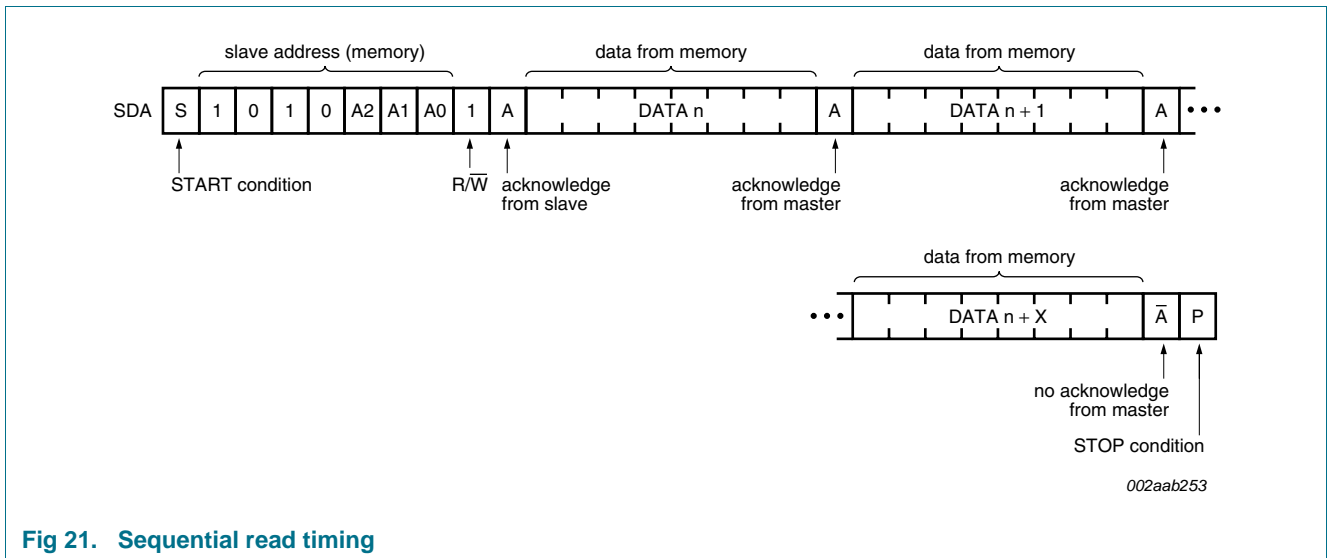 slave address (memory) data from memory data from memory
SDA S 1 0 1 0 A2 A1 A0 1 A DATA n A DATA n + 1 A •••
START condition R/W̅ acknowledge from slave acknowledge from master acknowledge from master
data from memory
••• DATA n + X A̅ P
no acknowledge from master
STOP condition
002aab253
Fig 21. Sequential read timing